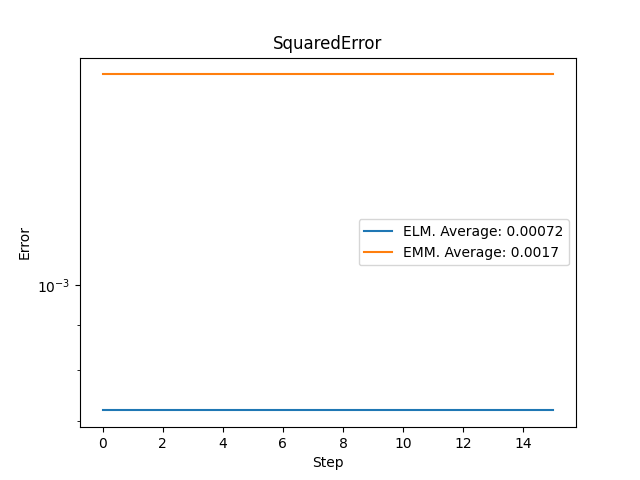 SquaredError
Error
10⁻³
ELM. Average: 0.00072
EMM. Average: 0.0017
0 2 4 6 8 10 12 14
Step